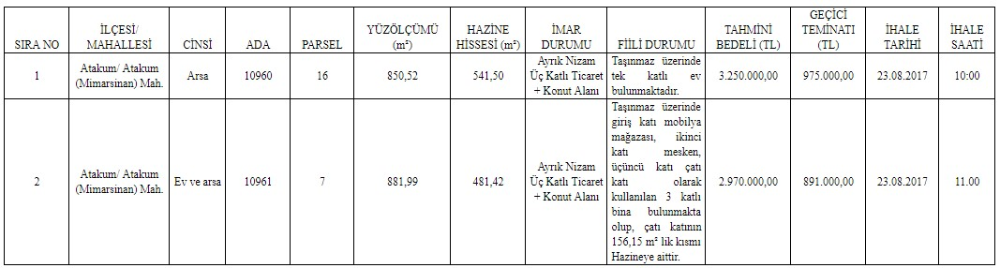 SIRA NO
İLÇESİ/
MAHALLESİ
CİNSİ
ADA
PARSEL
YÜZÖLÇÜMÜ
(m²)
HAZİNE
HİSSESİ (m²)
İMAR
DURUMU
FİİLİ DURUMU
TAHMİNİ
BEDELİ (TL)
GEÇİCİ
TEMİNATI
(TL)
İHALE
TARİHİ
İHALE
SAATİ
1
Atakum/ Atakum
(Mimarsinan) Mah.
Arsa
10960
16
850,52
541,50
Ayrık Nizam
Üç Katlı Ticaret
+ Konut Alanı
Taşınmaz üzerinde
tek katlı ev
bulunmaktadır.
3.250.000,00
975.000,00
23.08.2017
10:00
2
Atakum/ Atakum
(Mimarsinan) Mah.
Ev ve arsa
10961
7
881,99
481,42
Ayrık Nizam
Üç Katlı Ticaret
+ Konut Alanı
Taşınmaz üzerinde
giriş katı mobilya
mağazası, ikinci
katı mesken,
üçüncü katı çatı
katı olarak
kullanılan 3 katlı
bina bulunmakta
olup, çatı katının
156,15 m² lik kısmı
Hazineye aittir.
2.970.000,00
891.000,00
23.08.2017
11.00